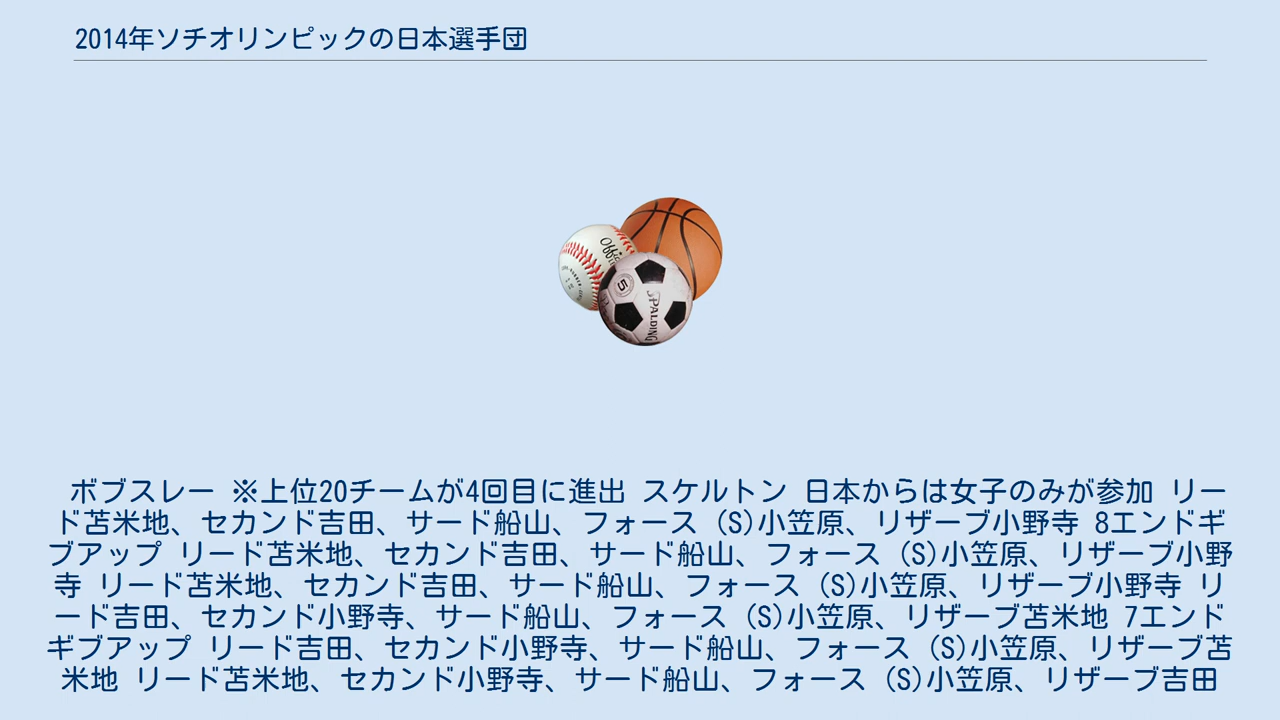 2014年ソチオリンピックの日本選手団
Offici
5
SPALDING
ボブスレー ※上位20チームが4回目に進出 スケルトン 日本からは女子のみが参加 リー
ド苫米地、セカンド吉田、サード船山、フォース (S)小笠原、リザーブ小野寺 8エンドギ
ブアップ リード苫米地、セカンド吉田、サード船山、フォース (S)小笠原、リザーブ小野
寺 リード苫米地、セカンド吉田、サード船山、フォース (S)小笠原、リザーブ小野寺 リ
ード吉田、セカンド小野寺、サード船山、フォース (S)小笠原、リザーブ苫米地 7エンド
ギブアップ リード吉田、セカンド小野寺、サード船山、フォース (S)小笠原、リザーブ苫
米地 リード苫米地、セカンド小野寺、サード船山、フォース (S)小笠原、リザーブ吉田